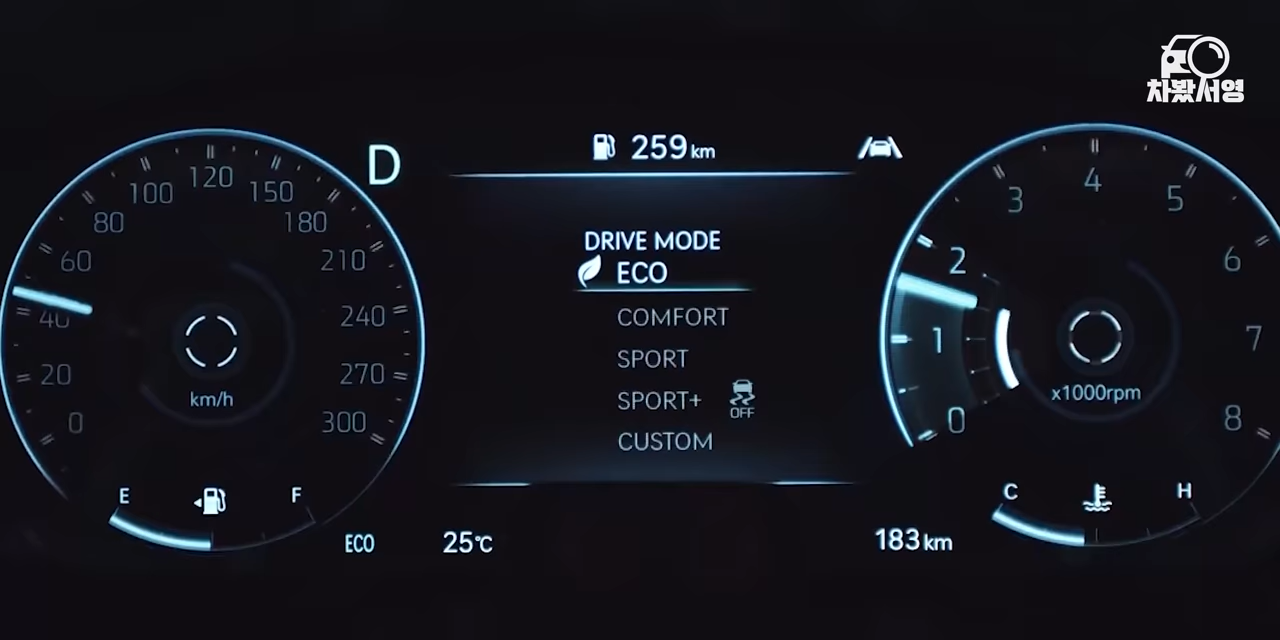 차봤서영
D
259 km
DRIVE MODE
ECO
COMFORT
SPORT
SPORT+
OFF
CUSTOM
0
20
40
60
80
100
120
150
180
210
240
270
300
km/h
E
F
ECO
25°C
0
1
2
3
4
5
6
7
8
x1000rpm
C
H
183 km